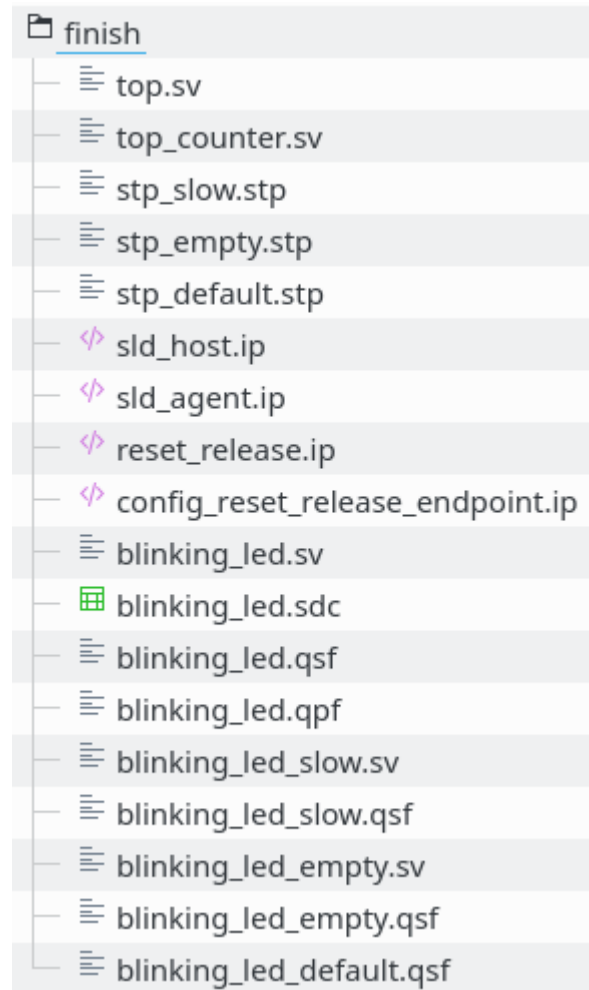 finish
top.sv
top_counter.sv
stp_slow.stp
stp_empty.stp
stp_default.stp
sld_host.ip
sld_agent.ip
reset_release.ip
config_reset_release_endpoint.ip
blinking_led.sv
blinking_led.sdc
blinking_led.qsf
blinking_led.qpf
blinking_led_slow.sv
blinking_led_slow.qsf
blinking_led_empty.sv
blinking_led_empty.qsf
blinking_led_default.qsf